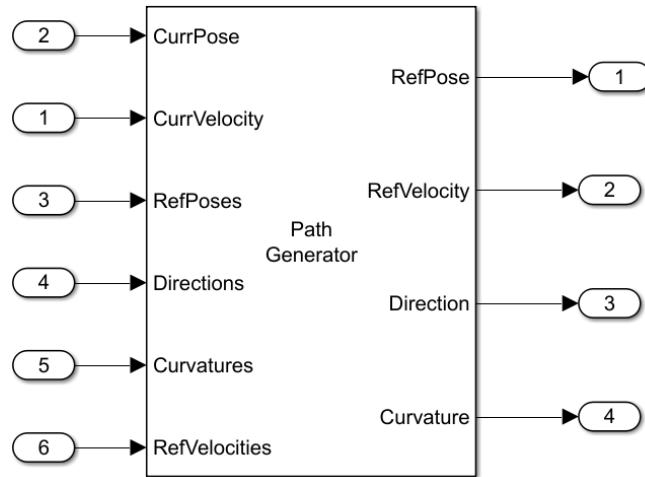 2
CurrPose
RefPose
1
1
CurrVelocity
RefVelocity
2
3
RefPoses
Path
Generator
4
Directions
Direction
3
5
Curvatures
Curvature
4
6
RefVelocities